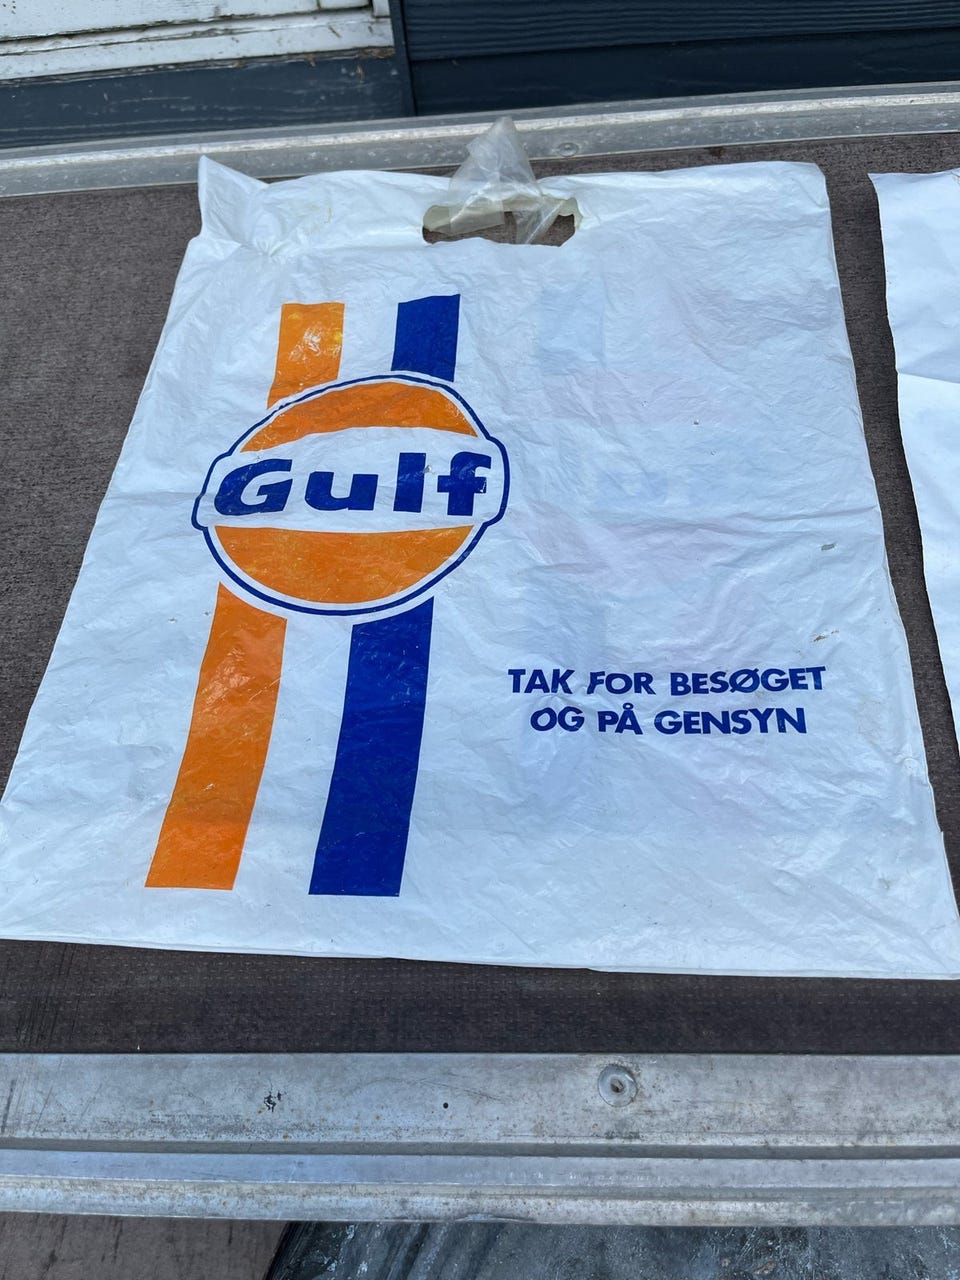 Gulf
TAK FOR BESØGET
OG PÅ GENSYN